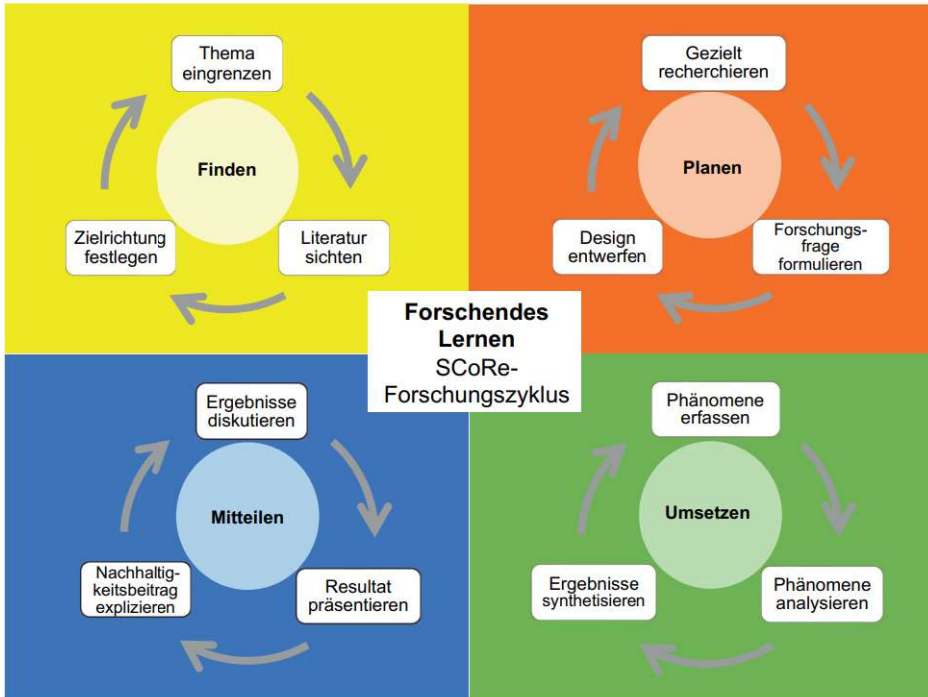 Thema
eingrenzen
Finden
Zielrichtung
festlegen
Literatur
sichten
Gezielt
recherchieren
Planen
Design
entwerfen
Forschungs-
frage
formulieren
Forschendes
Lernen
SCoRe-
Forschungszyklus
Ergebnisse
diskutieren
Mitteilen
Nachhaltig-
keitsbeitrag
explizieren
Resultat
präsentieren
Phänomene
erfassen
Umsetzen
Ergebnisse
synthetisieren
Phänomene
analysieren